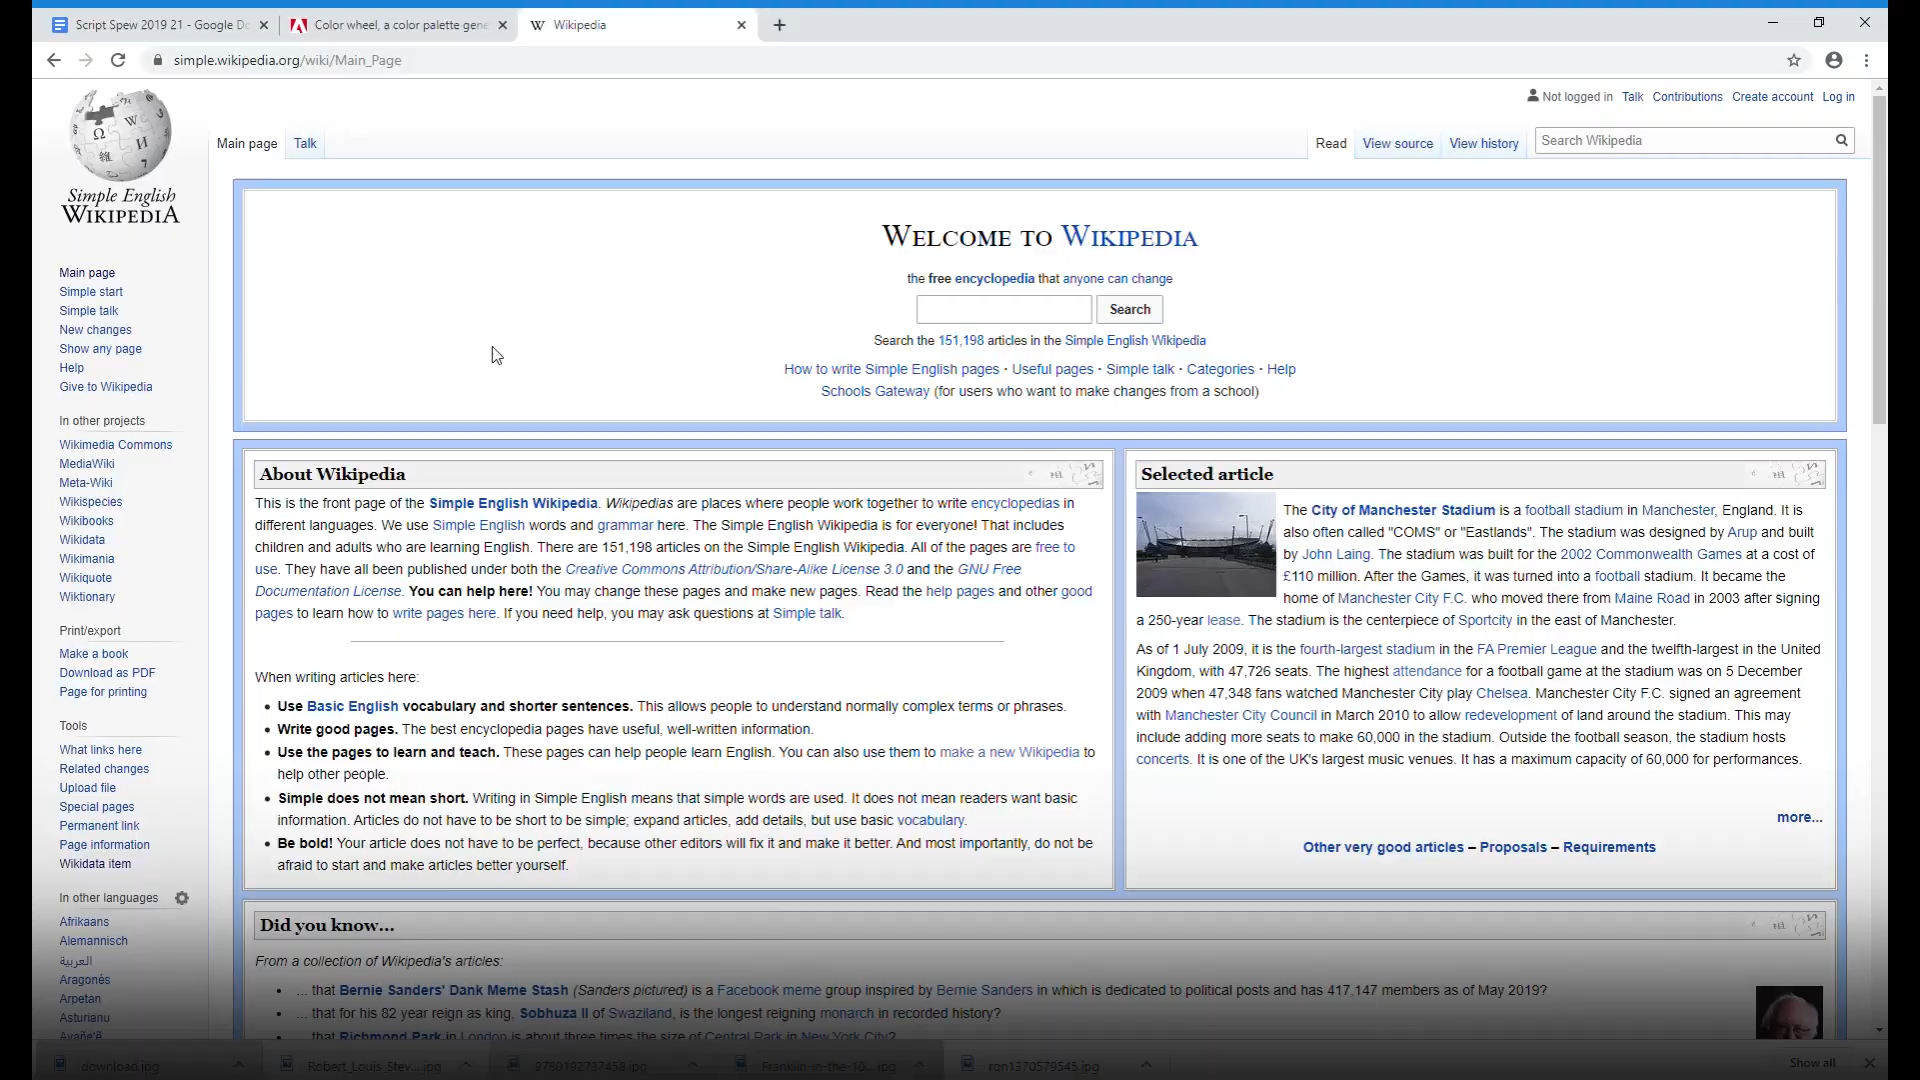 Script Spew 2019 21 - Google Do
Color wheel, a color palette gene
Wikipedia
simple.wikipedia.org/wiki/Main_Page
Not logged in Talk Contributions Create account Log in
Main page Talk
Read View source View history Search Wikipedia
Simple English
WIKIPEDIA
Main page
Simple start
Simple talk
New changes
Show any page
Help
Give to Wikipedia
In other projects
Wikimedia Commons
MediaWiki
Meta-Wiki
Wikispecies
Wikibooks
Wikidata
Wikimania
Wikiquote
Wiktionary
Print/export
Make a book
Download as PDF
Page for printing
Tools
What links here
Related changes
Upload file
Special pages
Permanent link
Page information
Wikidata item
In other languages
Afrikaans
Alemannisch
العربية
Aragonés
Arpetan
Asturianu
Avañe'ẽ
WELCOME TO WIKIPEDIA
the free encyclopedia that anyone can change
Search
Search the 151,198 articles in the Simple English Wikipedia
How to write Simple English pages · Useful pages · Simple talk · Categories · Help
Schools Gateway (for users who want to make changes from a school)
About Wikipedia
This is the front page of the Simple English Wikipedia. Wikipedias are places where people work together to write encyclopedias in
different languages. We use Simple English words and grammar here. The Simple English Wikipedia is for everyone! That includes
children and adults who are learning English. There are 151,198 articles on the Simple English Wikipedia. All of the pages are free to
use. They have all been published under both the Creative Commons Attribution/Share-Alike License 3.0 and the GNU Free
Documentation License. You can help here! You may change these pages and make new pages. Read the help pages and other good
pages to learn how to write pages here. If you need help, you may ask questions at Simple talk.
When writing articles here:
• Use Basic English vocabulary and shorter sentences. This allows people to understand normally complex terms or phrases.
• Write good pages. The best encyclopedia pages have useful, well-written information.
• Use the pages to learn and teach. These pages can help people learn English. You can also use them to make a new Wikipedia to
help other people.
• Simple does not mean short. Writing in Simple English means that simple words are used. It does not mean readers want basic
information. Articles do not have to be short to be simple; expand articles, add details, but use basic vocabulary.
• Be bold! Your article does not have to be perfect, because other editors will fix it and make it better. And most importantly, do not be
afraid to start and make articles better yourself.
Selected article
The City of Manchester Stadium is a football stadium in Manchester, England. It is
also often called "COMS" or "Eastlands". The stadium was designed by Arup and built
by John Laing. The stadium was built for the 2002 Commonwealth Games at a cost of
£110 million. After the Games, it was turned into a football stadium. It became the
home of Manchester City F.C. who moved there from Maine Road in 2003 after signing
a 250-year lease. The stadium is the centerpiece of Sportcity in the east of Manchester.
As of 1 July 2009, it is the fourth-largest stadium in the FA Premier League and the twelfth-largest in the United
Kingdom, with 47,726 seats. The highest attendance for a football game at the stadium was on 5 December
2009 when 47,348 fans watched Manchester City play Chelsea. Manchester City F.C. signed an agreement
with Manchester City Council in March 2010 to allow redevelopment of land around the stadium. This may
include adding more seats to make 60,000 in the stadium. Outside the football season, the stadium hosts
concerts. It is one of the UK's largest music venues. It has a maximum capacity of 60,000 for performances.
more...
Other very good articles – Proposals – Requirements
Did you know...
From a collection of Wikipedia's articles:
• ... that Bernie Sanders' Dank Meme Stash (Sanders pictured) is a Facebook meme group inspired by Bernie Sanders in which is dedicated to political posts and has 417,147 members as of May 2019?
• ... that for his 82 year reign as king, Sobhuza II of Swaziland, is the longest reigning monarch in recorded history?
that Richmond Park in London is about three times the size of Central Park in New York City?
download.jpg
Robert_Louis_Stev....jpg
9780192737458.jpg
Franklin-in-the-10....jpg
ron1370579545.jpg
Show all